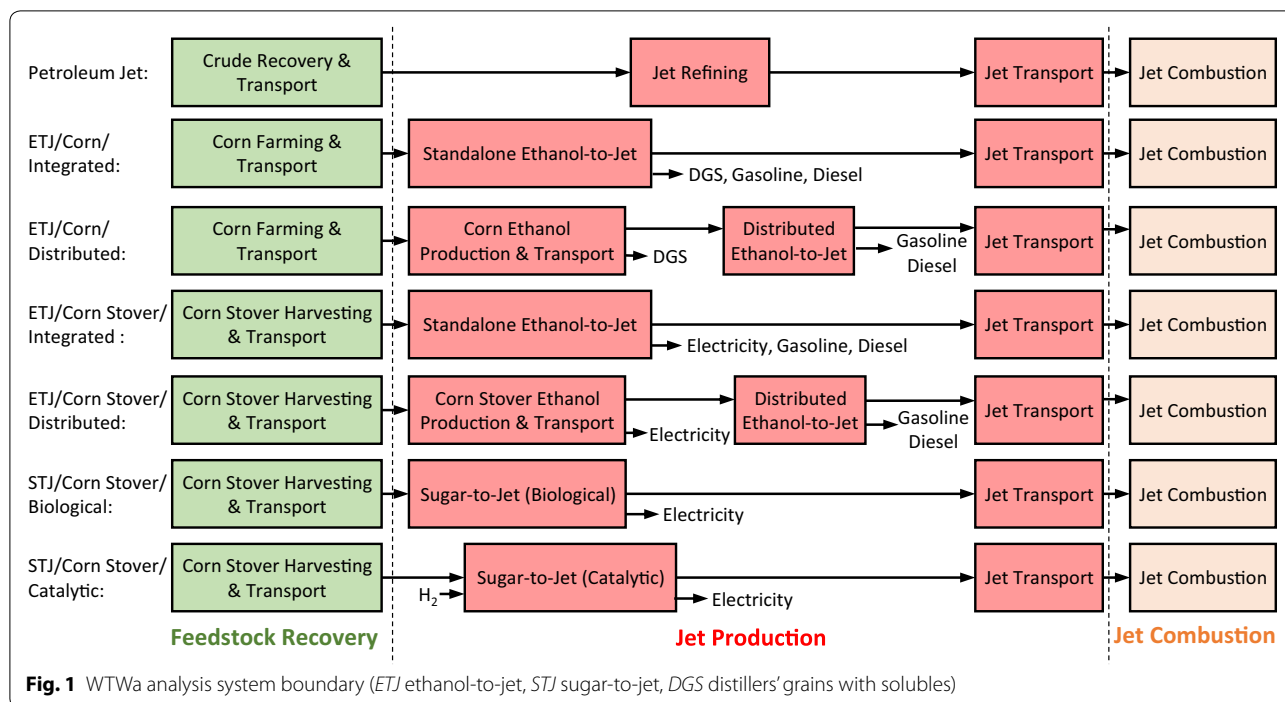 Petroleum Jet:
Crude Recovery &
Transport
Jet Refining
Jet Transport
Jet Combustion
ETJ/Corn/
Integrated:
Corn Farming &
Transport
Standalone Ethanol-to-Jet
DGS, Gasoline, Diesel
Jet Transport
Jet Combustion
ETJ/Corn/
Distributed:
Corn Farming &
Transport
Corn Ethanol
Production & Transport
DGS
Distributed
Ethanol-to-Jet
Gasoline
Diesel
Jet Transport
Jet Combustion
ETJ/Corn Stover/
Integrated :
Corn Stover Harvesting
& Transport
Standalone Ethanol-to-Jet
Electricity, Gasoline, Diesel
Jet Transport
Jet Combustion
ETJ/Corn Stover/
Distributed:
Corn Stover Harvesting
& Transport
Corn Stover Ethanol
Production & Transport
Electricity
Distributed
Ethanol-to-Jet
Gasoline
Diesel
Jet Transport
Jet Combustion
STJ/Corn Stover/
Biological:
Corn Stover Harvesting
& Transport
Sugar-to-Jet (Biological)
Electricity
Jet Transport
Jet Combustion
STJ/Corn Stover/
Catalytic:
Corn Stover Harvesting
& Transport
H₂
Sugar-to-Jet (Catalytic)
Electricity
Jet Transport
Jet Combustion
Feedstock Recovery
Jet Production
Jet Combustion
Fig. 1 WTWa analysis system boundary (ETJ ethanol-to-jet, STJ sugar-to-jet, DGS distillers' grains with solubles)